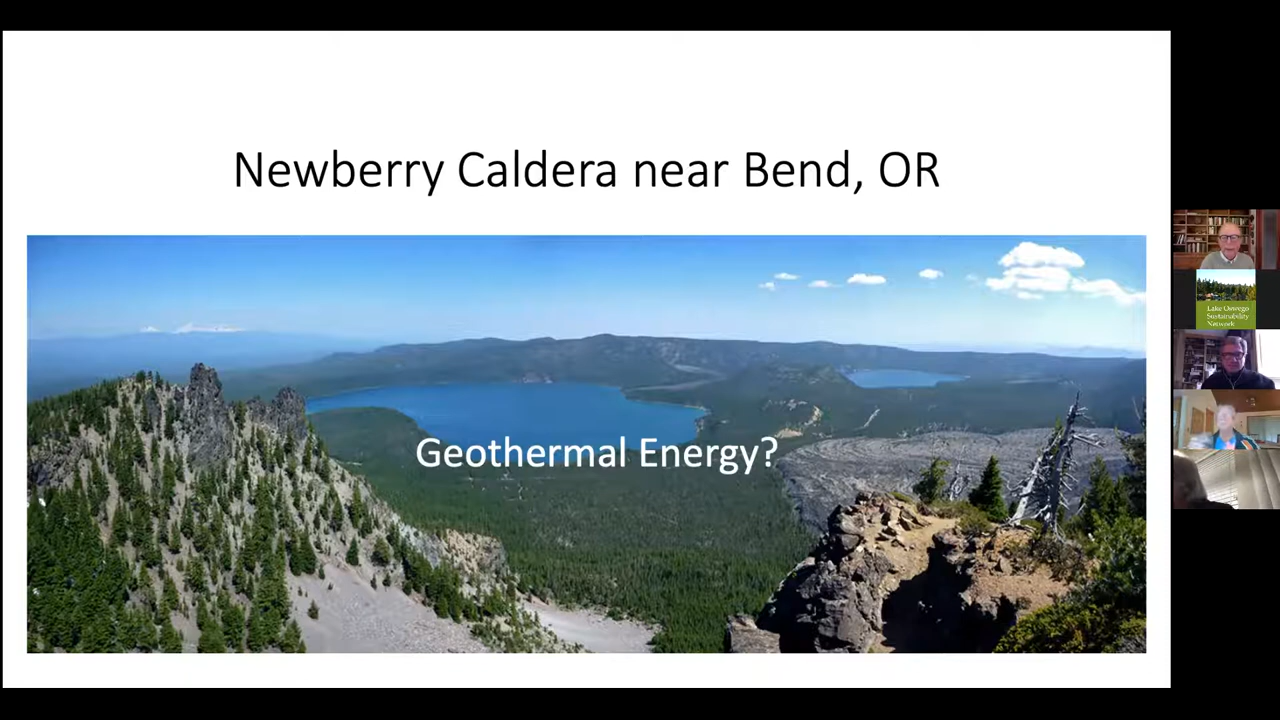 Newberry Caldera near Bend, OR
Geothermal Energy?
Lake Oswego
Sustainability
Network